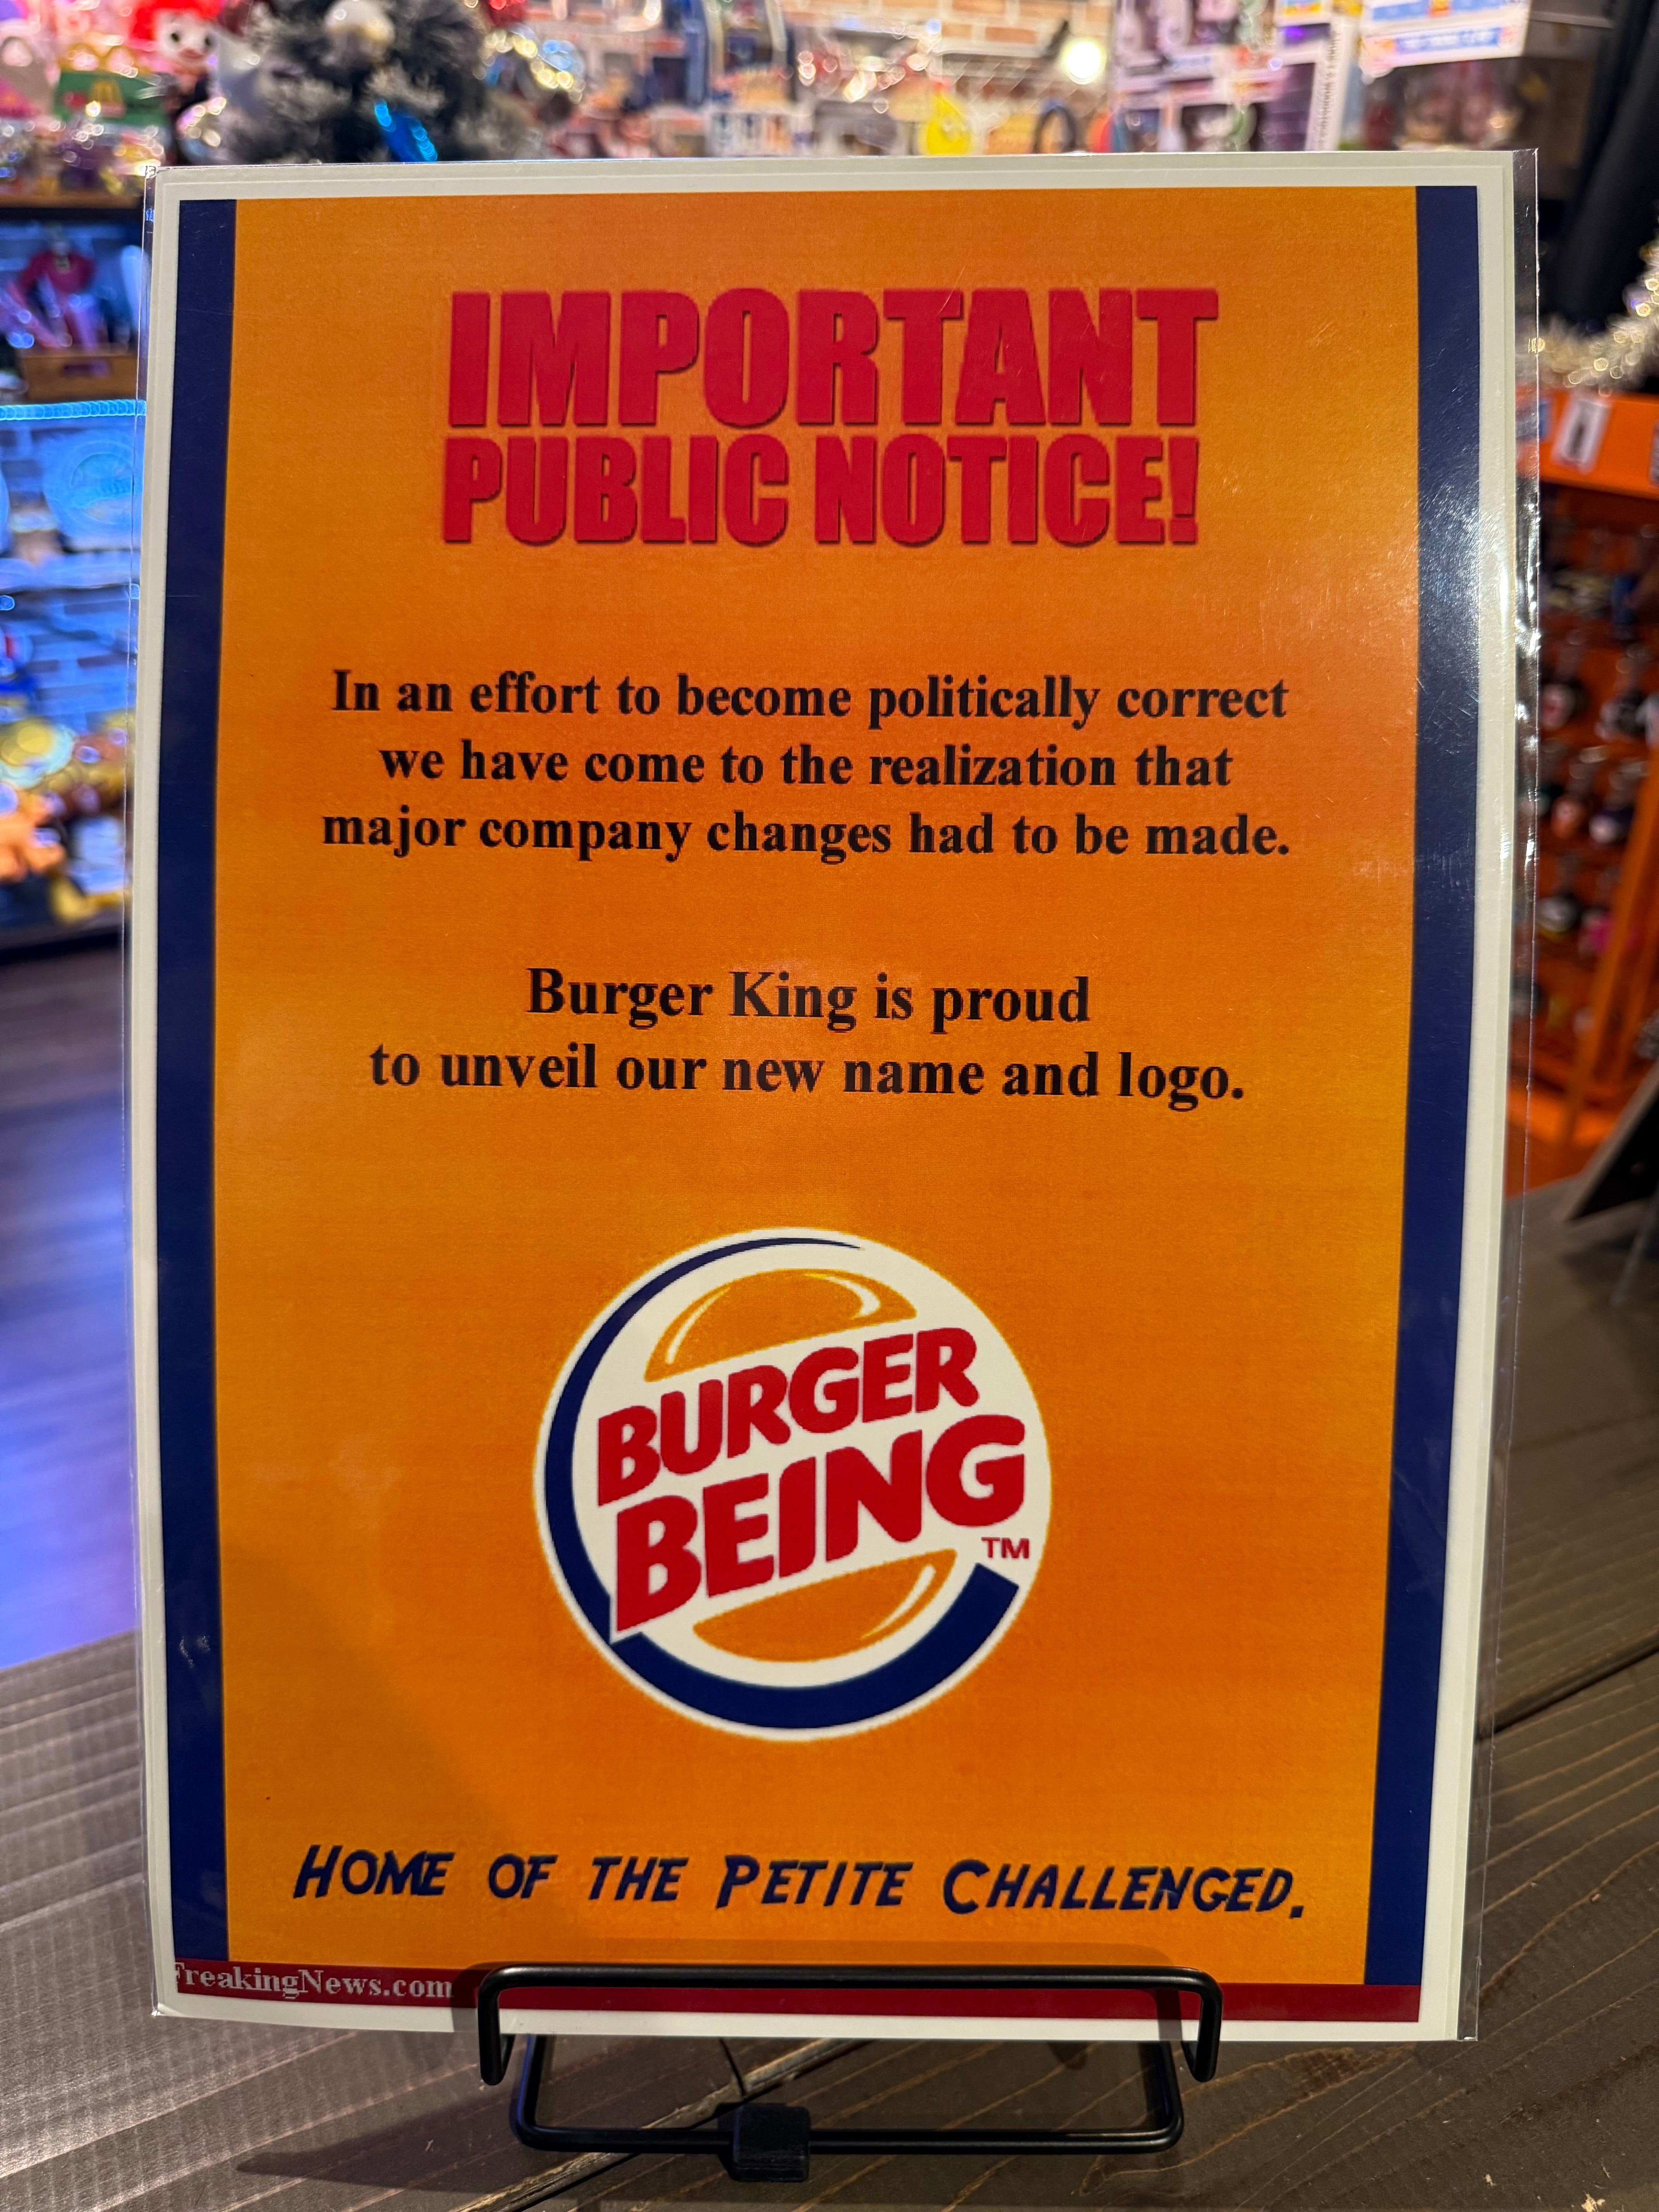 IMPORTANT
PUBLIC NOTICE!
In an effort to become politically correct
we have come to the realization that
major company changes had to be made.
Burger King is proud
to unveil our new name and logo.
BURGER
BEING
TM
HOME OF THE PETITE CHALLENGED.
FreakingNews.com